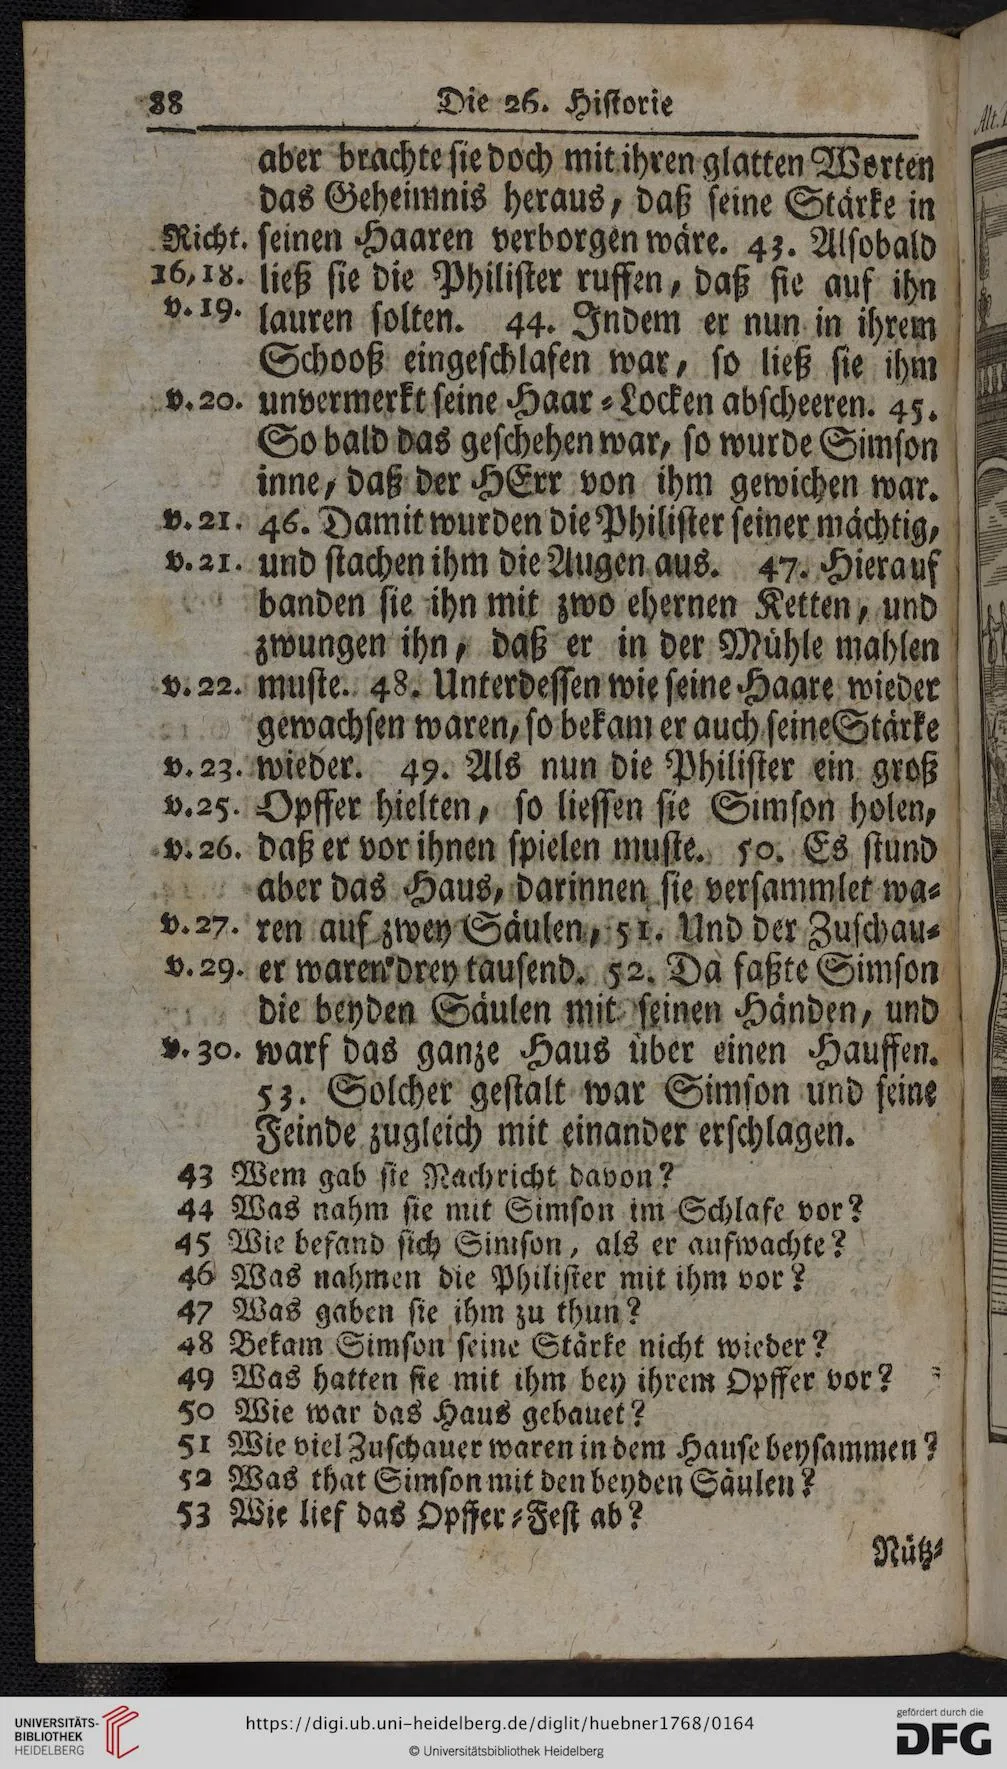 88 Die 26. Historie
aber brachte sie doch mit ihren glatten Worten
das Geheimnis heraus, daß seine Stärke in
Richt. seinen Haaren verborgen wäre. 43. Alsobald
16,18. ließ sie die Philister ruffen, daß sie auf ihn
v.19. lauren solten. 44. Indem er nun in ihrem
Schooß eingeschlafen war, so ließ sie ihm
v.20. unvermerkt seine Haar-Locken abscheeren. 45.
So bald das geschehen war, so wurde Simson
inne, daß der HErr von ihm gewichen war.
v.21. 46. Damit wurden die Philister seiner mächtig,
v.21. und stachen ihm die Augen aus. 47. Hierauf
banden sie ihn mit zwo ehernen Ketten, und
zwungen ihn, daß er in der Mühle mahlen
v.22. muste. 48. Unterdessen wie seine Haare wieder
gewachsen waren, so bekam er auch seine Stärke
v.23. wieder. 49. Als nun die Philister ein groß
v.25. Opffer hielten, so liessen sie Simson holen,
v.26. daß er vor ihnen spielen muste. 50. Es stund
aber das Haus, darinnen sie versammlet wa-
v.27. ren auf zwey Säulen, 51. Und der Zuschau-
v.29. er waren drey tausend. 52. Da faßte Simson
die beyden Säulen mit seinen Händen, und
v.30. warf das ganze Haus über einen Hauffen.
53. Solcher gestalt war Simson und seine
Feinde zugleich mit einander erschlagen.
43 Wem gab sie Nachricht davon?
44 Was nahm sie mit Simson im Schlafe vor?
45 Wie befand sich Simson, als er aufwachte?
46 Was nahmen die Philister mit ihm vor?
47 Was gaben sie ihm zu thun?
48 Bekam Simson seine Stärke nicht wieder?
49 Was hatten sie mit ihm bey ihrem Opffer vor?
50 Wie war das Haus gebauet?
51 Wie viel Zuschauer waren in dem Hause beysammen?
52 Was that Simson mit den beyden Säulen?
53 Wie lief das Opffer-Fest ab?
Nütz-
Alt.
UNIVERSITÄTS-
BIBLIOTHEK
HEIDELBERG
https://digi.ub.uni-heidelberg.de/diglit/huebner1768/0164
© Universitätsbibliothek Heidelberg
gefördert durch die
DFG